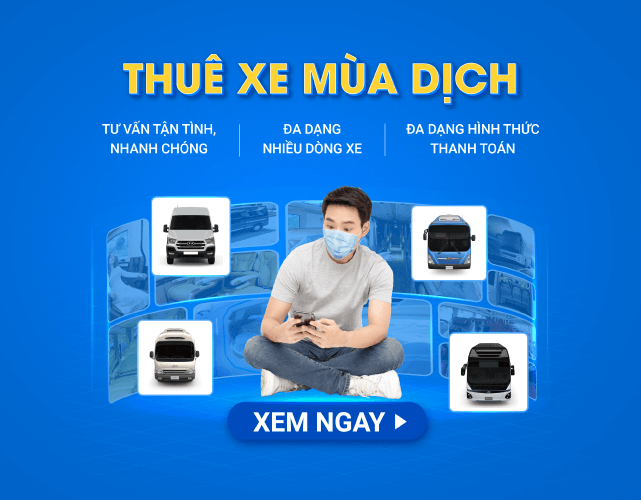 THUÊ XE MÙA DỊCH
TƯ VẤN TẬN TÌNH,
NHANH CHÓNG
ĐA DẠNG
NHIỀU DÒNG XE
ĐA DẠNG HÌNH THỨC
THANH TOÁN
XEM NGAY